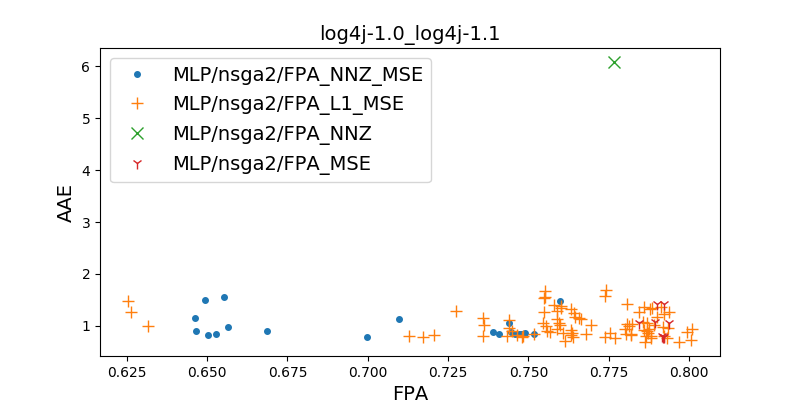 log4j-1.0_log4j-1.1
MLP/nsga2/FPA_NNZ_MSE
MLP/nsga2/FPA_L1_MSE
MLP/nsga2/FPA_NNZ
MLP/nsga2/FPA_MSE
AAE
6
5
4
3
2
1
0.625 0.650 0.675 0.700 0.725 0.750 0.775 0.800
FPA